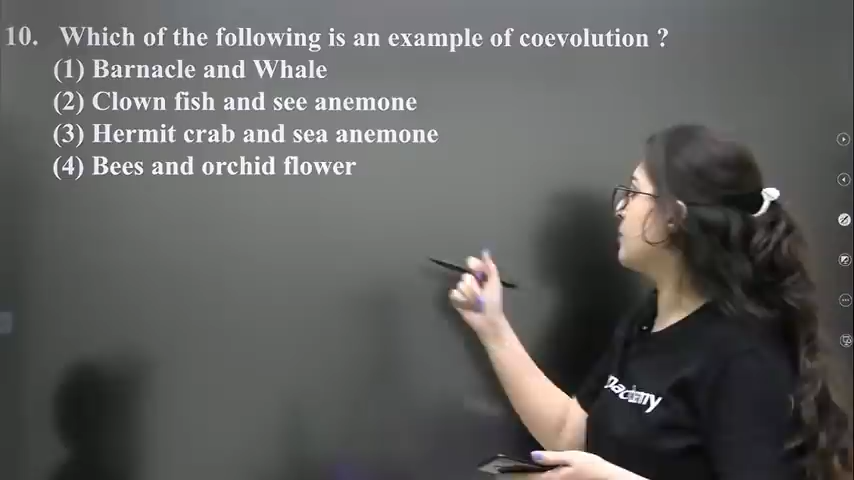 10. Which of the following is an example of coevolution ?
(1) Barnacle and Whale
(2) Clown fish and see anemone
(3) Hermit crab and sea anemone
(4) Bees and orchid flower